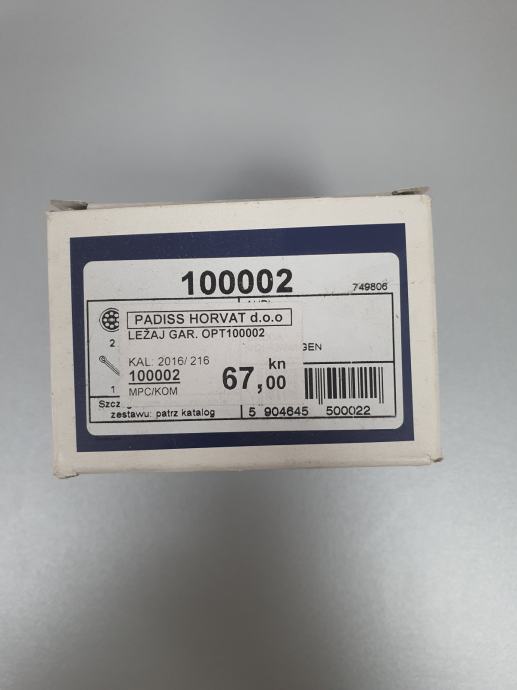 100002
749806
PADISS HORVAT d.o.o
LEŽAJ GAR. OPT100002
2
GEN
KAL: 2016/ 216
100002
67,00 kn
1
MPC/KOM
Szcz
zestawu: patrz katalog
5 904645 500022